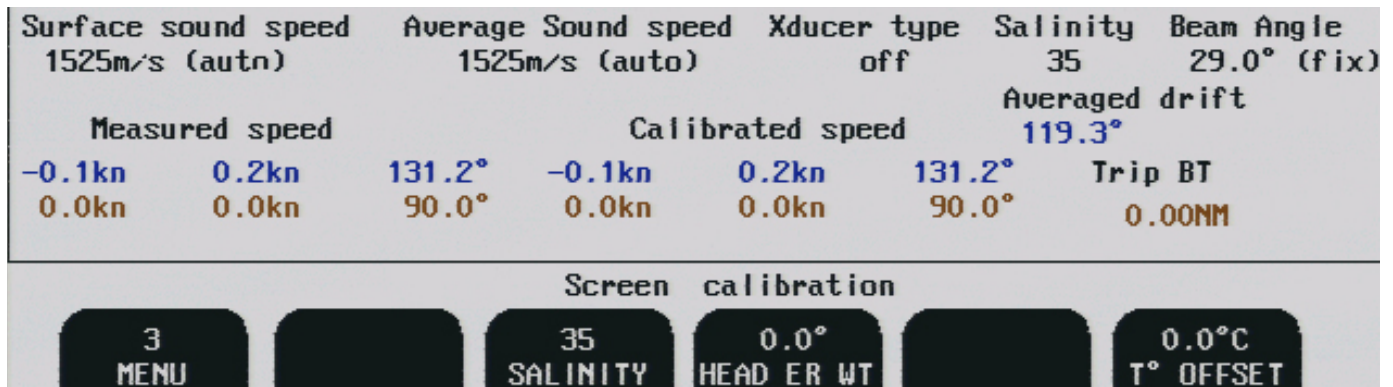 Surface sound speed Average Sound speed Xducer type Salinity Beam Angle
1525m/s (auto) 1525m/s (auto) off 35 29.0° (fix)
Averaged drift
Measured speed Calibrated speed 119.3°
-0.1kn 0.2kn 131.2° -0.1kn 0.2kn 131.2° Trip BT
0.0kn 0.0kn 90.0° 0.0kn 0.0kn 90.0° 0.00NM
Screen calibration
3 35 0.0° 0.0°C
MENU SALINITY HEAD ER WT T° OFFSET